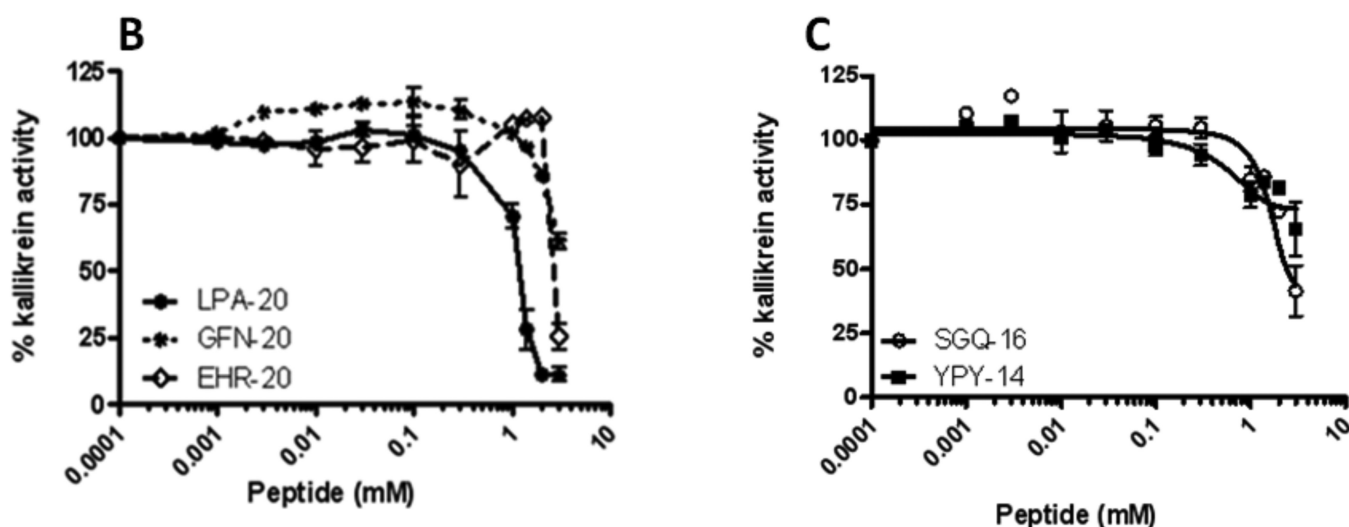 B
% kallikrein activity
125
100
75
50
25
0
LPA-20
GFN-20
EHR-20
0.0001
0.001
0.01
0.1
1
10
Peptide (mM)
C
% kallikrein activity
125
100
75
50
25
0
SGQ-16
YPY-14
0.0001
0.001
0.01
0.1
1
10
Peptide (mM)